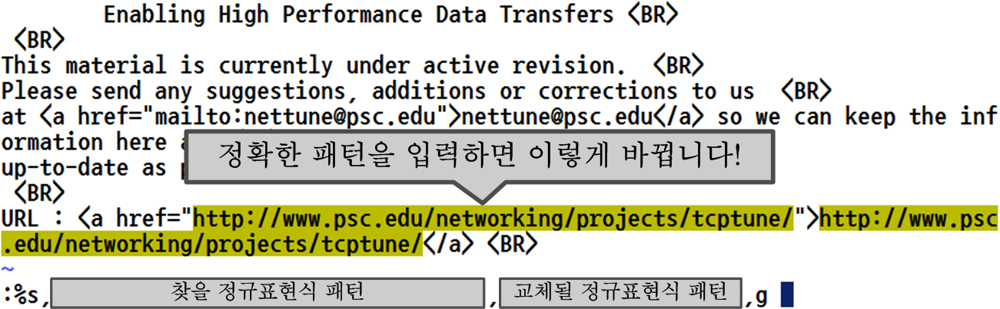 Enabling High Performance Data Transfers <BR>
<BR>
This material is currently under active revision.  <BR>
Please send any suggestions, additions or corrections to us  <BR>
at <a href="mailto:nettune@psc.edu">nettune@psc.edu</a> so we can keep the inf
ormation here
정확한 패턴을 입력하면 이렇게 바뀝니다!
up-to-date as
<BR>
URL : <a href="http://www.psc.edu/networking/projects/tcptune/">http://www.psc
.edu/networking/projects/tcptune/</a> <BR>
~
:%s,찾을 정규표현식 패턴,교체될 정규표현식 패턴,g